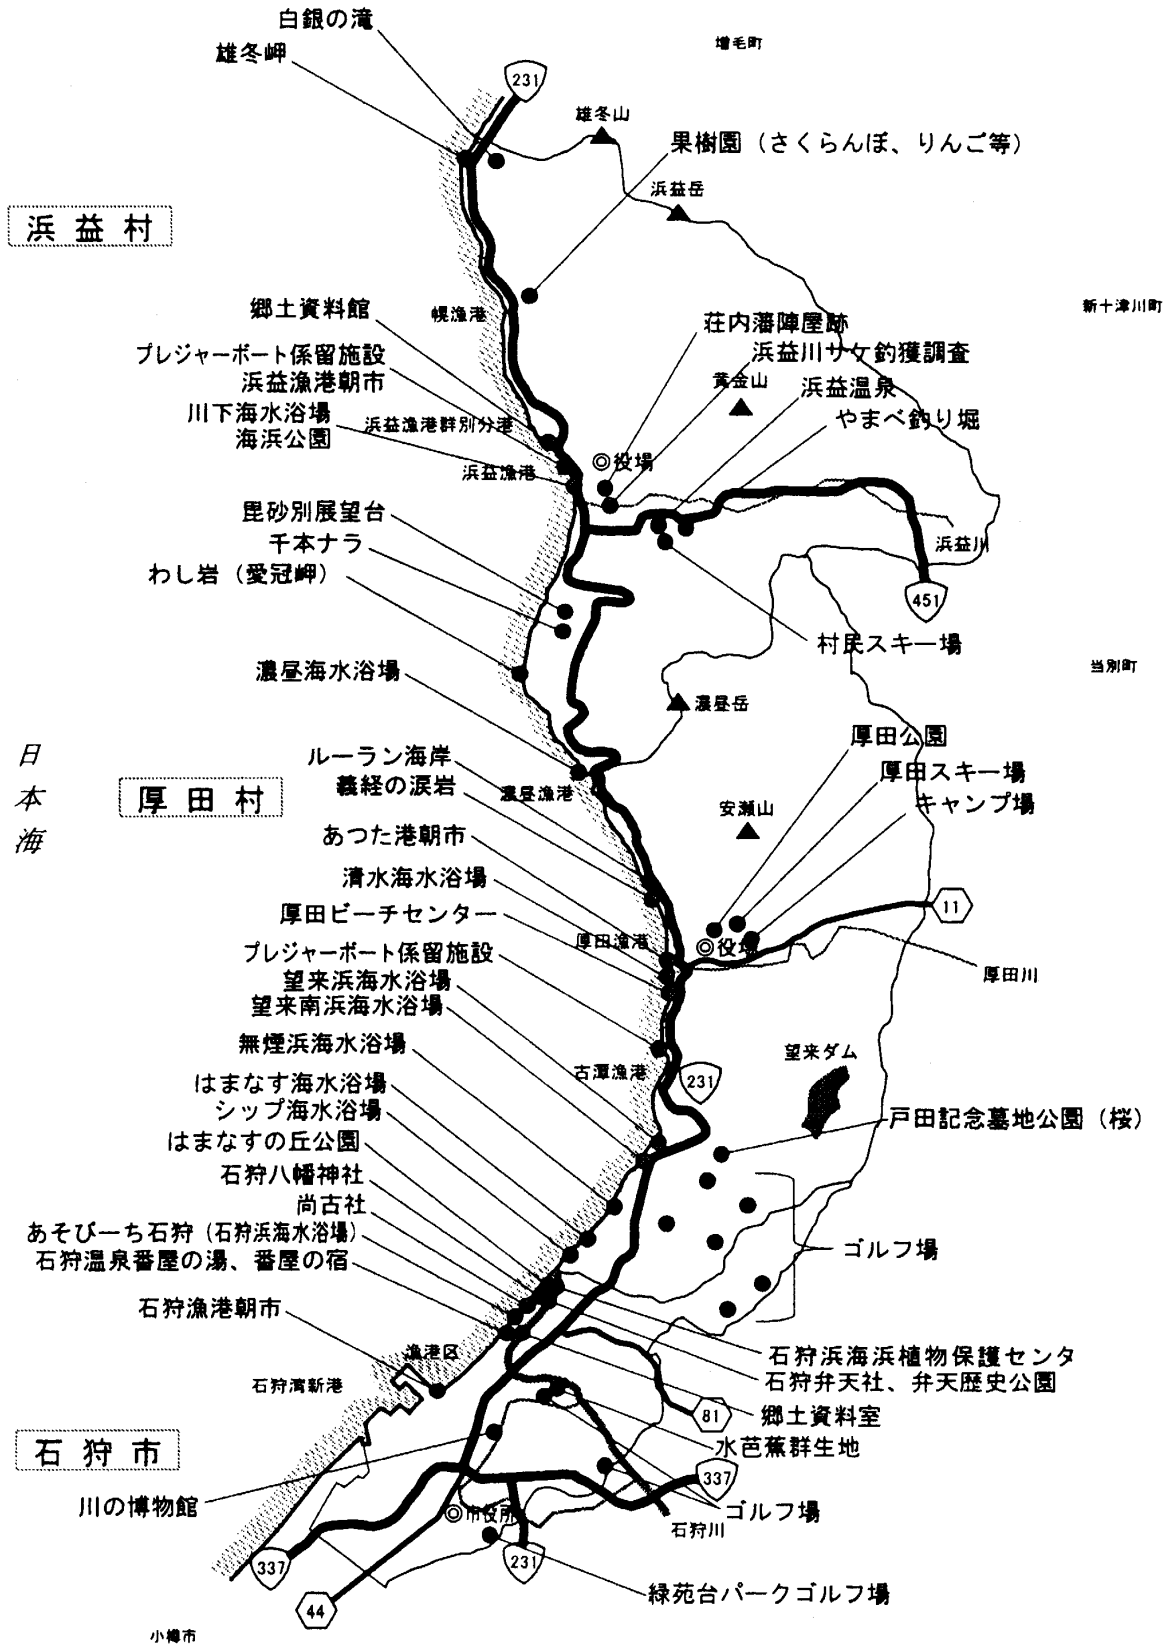 白銀の滝
増毛町
雄冬岬
231
雄冬山
果樹園（さくらんぼ、りんご等）
浜益岳
浜益村
新十津川町
郷土資料館
幌漁港
荘内藩陣屋跡
プレジャーボート係留施設
浜益川サケ釣獲調査
浜益漁港朝市
黄金山
浜益温泉
川下海水浴場
浜益漁港群別分港
やまべ釣り堀
海浜公園
浜益漁港
◎役場
毘砂別展望台
千本ナラ
浜益川
わし岩（愛冠岬）
451
村民スキー場
当別町
濃昼海水浴場
濃昼岳
厚田公園
日本海
ルーラン海岸
厚田スキー場
義経の涙岩
濃昼漁港
キャンプ場
厚田村
安瀬山
あつた港朝市
清水海水浴場
厚田ビーチセンター
11
厚田漁港
◎役場
プレジャーボート係留施設
厚田川
望来浜海水浴場
望来南浜海水浴場
無煙浜海水浴場
望来ダム
古潭漁港
231
はまなす海水浴場
シップ海水浴場
戸田記念墓地公園（桜）
はまなすの丘公園
石狩八幡神社
尚古社
あそびーち石狩（石狩浜海水浴場）
ゴルフ場
石狩温泉番屋の湯、番屋の宿
石狩漁港朝市
漁港区
石狩浜海浜植物保護センタ
石狩湾新港
石狩弁天社、弁天歴史公園
81
郷土資料室
石狩市
水芭蕉群生地
337
川の博物館
◎市役所
ゴルフ場
石狩川
337
231
緑苑台パークゴルフ場
44
小樽市